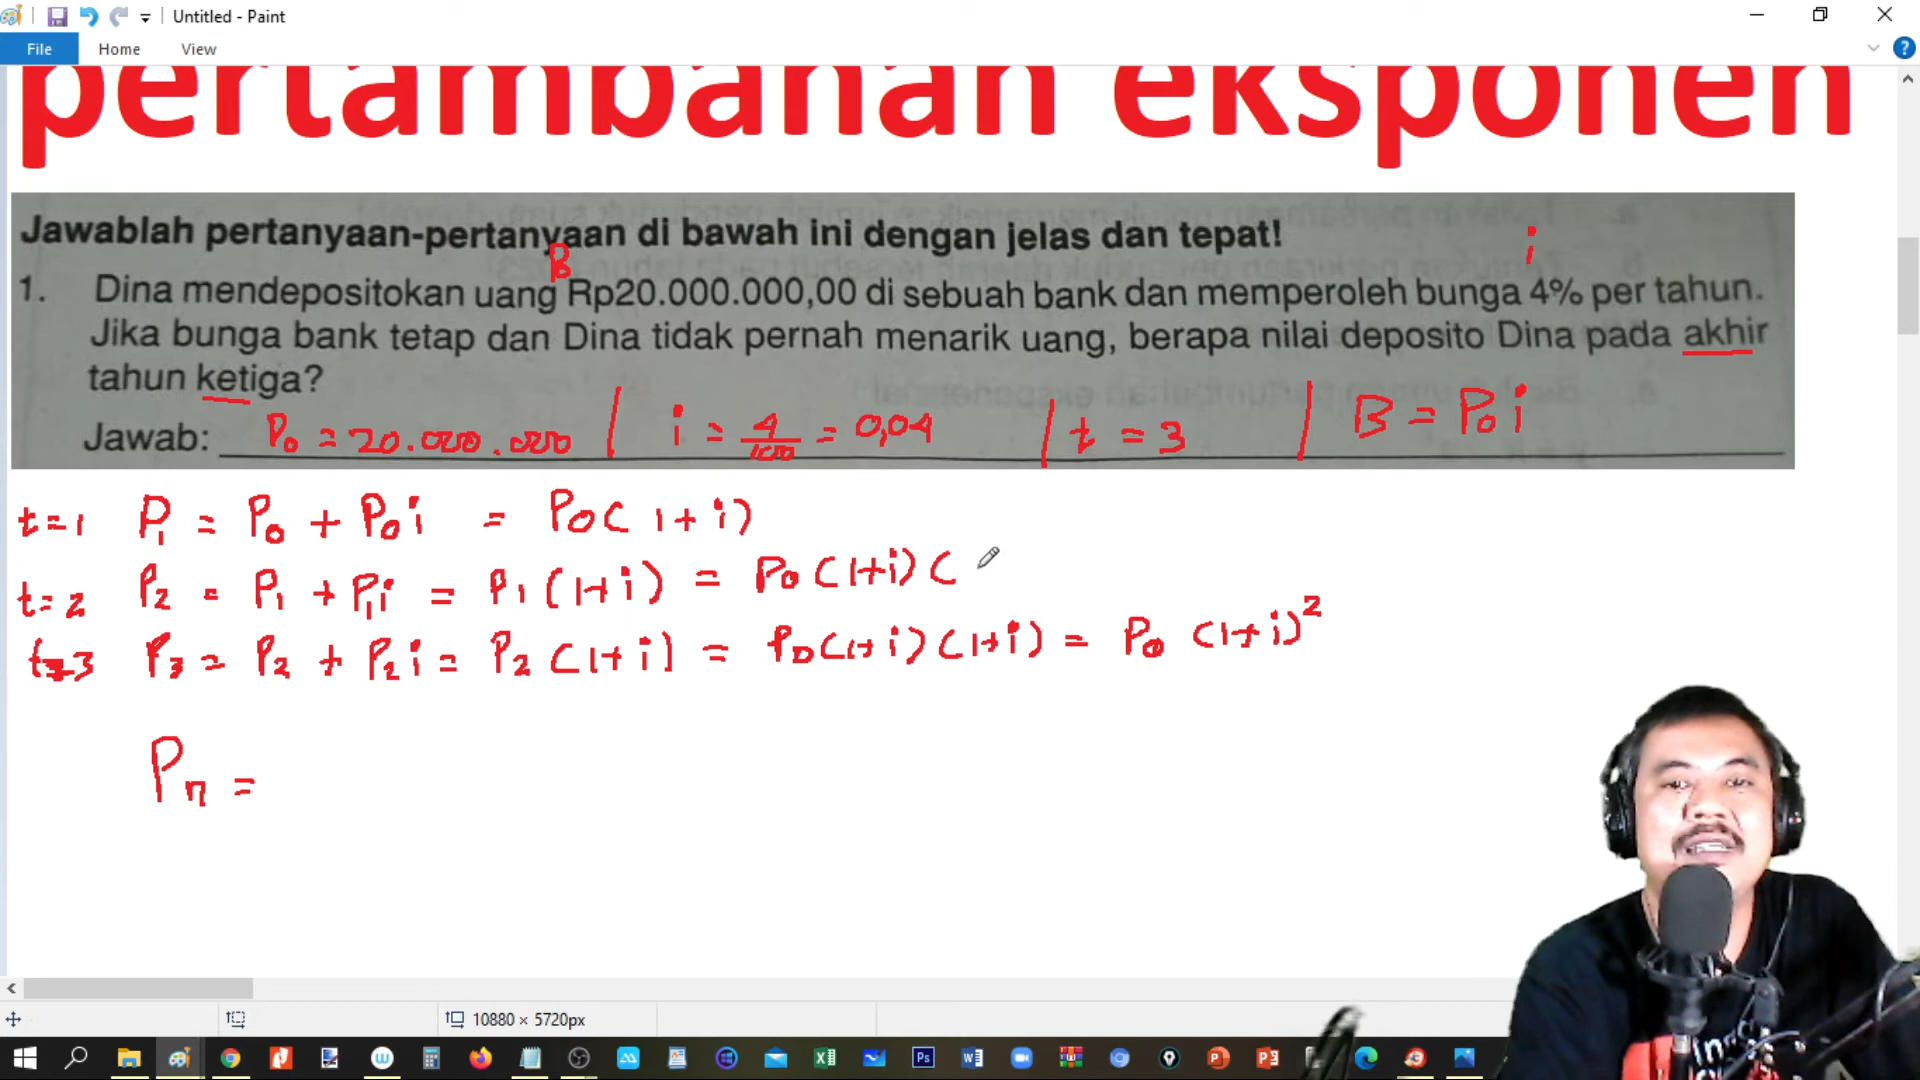 Untitled - Paint
File Home View
pertambahan eksponen
Jawablah pertanyaan-pertanyaan di bawah ini dengan jelas dan tepat!
B i
1. Dina mendepositokan uang Rp20.000.000,00 di sebuah bank dan memperoleh bunga 4% per tahun.
Jika bunga bank tetap dan Dina tidak pernah menarik uang, berapa nilai deposito Dina pada akhir
tahun ketiga?
Jawab: P₀ = 20.000.000 | i = 4/100 = 0,04 | t = 3 | B = P₀ i
t=1 P₁ = P₀ + P₀ i = P₀ (1+i)
t=2 P₂ = P₁ + P₁i = P₁ (1+i) = P₀ (1+i) (
t=3 P₃ = P₂ + P₂ i = P₂ (1+i) = P₀ (1+i) (1+i) = P₀ (1+i)²
Pₙ =
10880 × 5720px